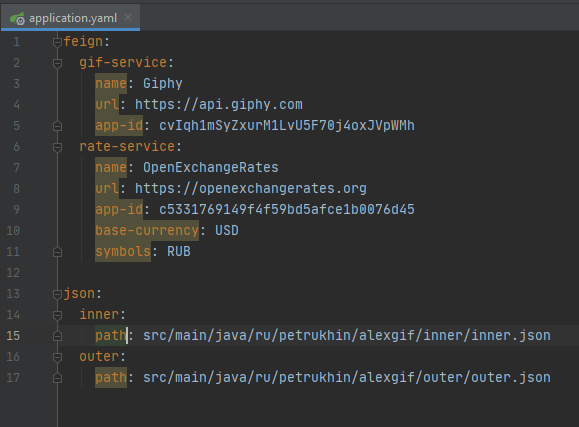 application.yaml
1 feign:
2 gif-service:
3 name: Giphy
4 url: https://api.giphy.com
5 app-id: cvIqh1mSyZxurM1LvU5F70j4oxJVpWMh
6 rate-service:
7 name: OpenExchangeRates
8 url: https://openexchangerates.org
9 app-id: c5331769149f4f59bd5afce1b0076d45
10 base-currency: USD
11 symbols: RUB
12
13 json:
14 inner:
15 path: src/main/java/ru/petrukhin/alexgif/inner/inner.json
16 outer:
17 path: src/main/java/ru/petrukhin/alexgif/outer/outer.json